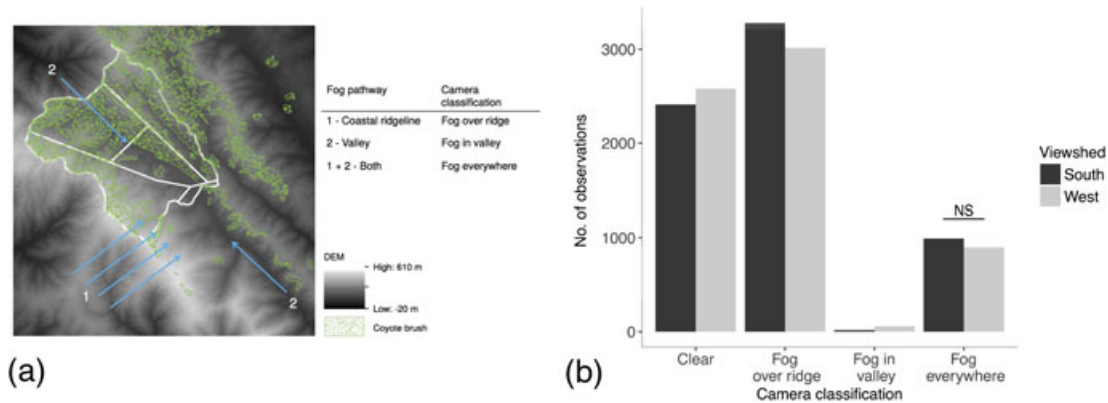 2
1
2
Fog pathway
Camera
classification
1 - Coastal ridgeline
Fog over ridge
2 - Valley
Fog in valley
1 + 2 - Both
Fog everywhere
DEM
High: 610 m
Low: -20 m
Coyote brush
(a)
No. of observations
3000
2000
1000
0
NS
Clear
Fog
over ridge
Fog in
valley
Fog
everywhere
Camera classification
Viewshed
South
West
(b)